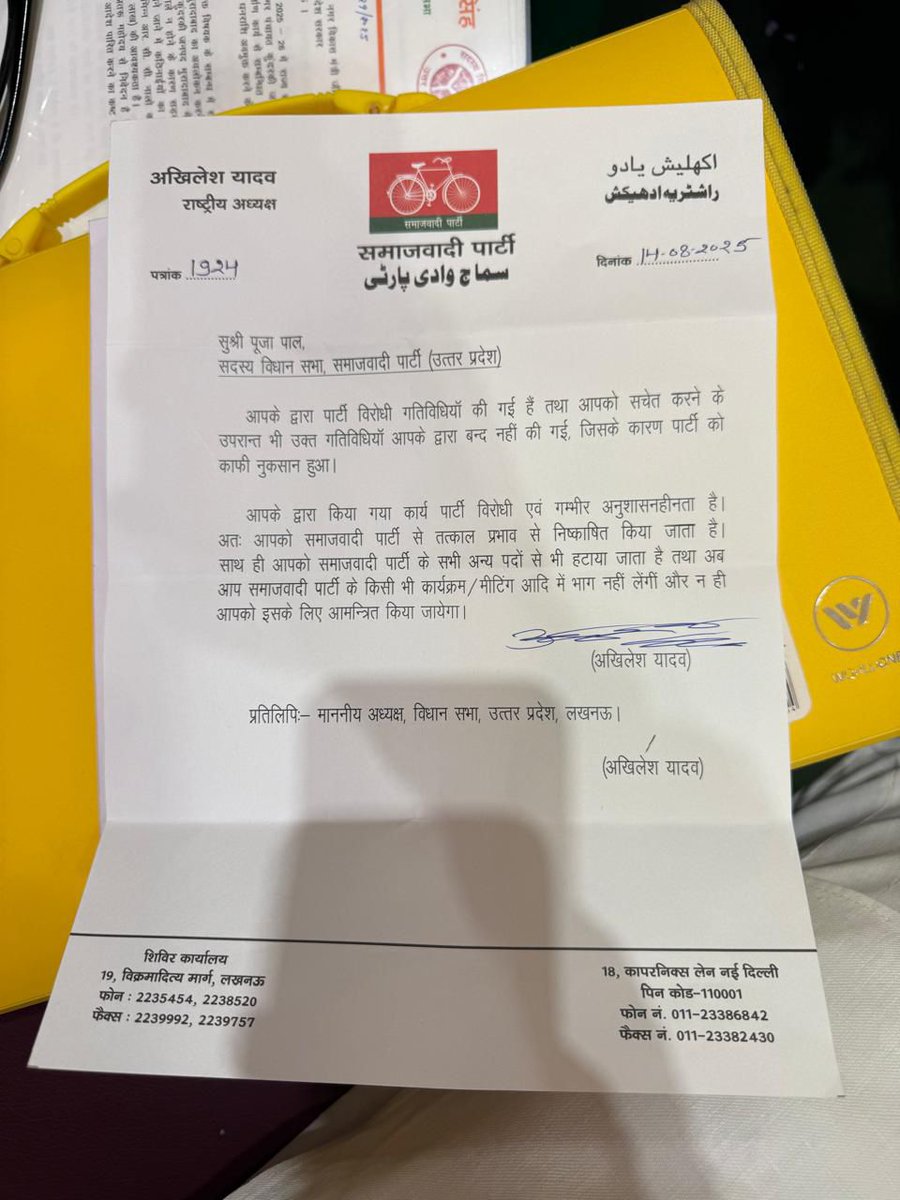 अखिलेश यादव
राष्ट्रीय अध्यक्ष
اکھلیش یادو
راشٹریہ ادھیکش
समाजवादी पार्टी
समाजवादी पार्टी
سماج وادی پارٹی
पत्रांक 1924
दिनांक 14-08-2025
सुश्री पूजा पाल,
सदस्य विधान सभा, समाजवादी पार्टी (उत्तर प्रदेश)
आपके द्वारा पार्टी विरोधी गतिविधियॉ की गई हैं तथा आपको सचेत करने के
उपरान्त भी उक्त गतिविधियॉ आपके द्वारा बन्द नहीं की गई, जिसके कारण पार्टी को
काफी नुकसान हुआ।
आपके द्वारा किया गया कार्य पार्टी विरोधी एवं गम्भीर अनुशासनहीनता है।
अतः आपको समाजवादी पार्टी से तत्काल प्रभाव से निष्काषित किया जाता है।
साथ ही आपको समाजवादी पार्टी के सभी अन्य पदों से भी हटाया जाता है तथा अब
आप समाजवादी पार्टी के किसी भी कार्यक्रम/मीटिंग आदि में भाग नहीं लेंगीं और न ही
आपको इसके लिए आमन्त्रित किया जायेगा।
(अखिलेश यादव)
प्रतिलिपिः– माननीय अध्यक्ष, विधान सभा, उत्तर प्रदेश, लखनऊ।
(अखिलेश यादव)
शिविर कार्यालय
19, विक्रमादित्य मार्ग, लखनऊ
फोन : 2235454, 2238520
फैक्स : 2239992, 2239757
18, कापरनिक्स लेन नई दिल्ली
पिन कोड–110001
फोन नं. 011–23386842
फैक्स नं. 011–23382430